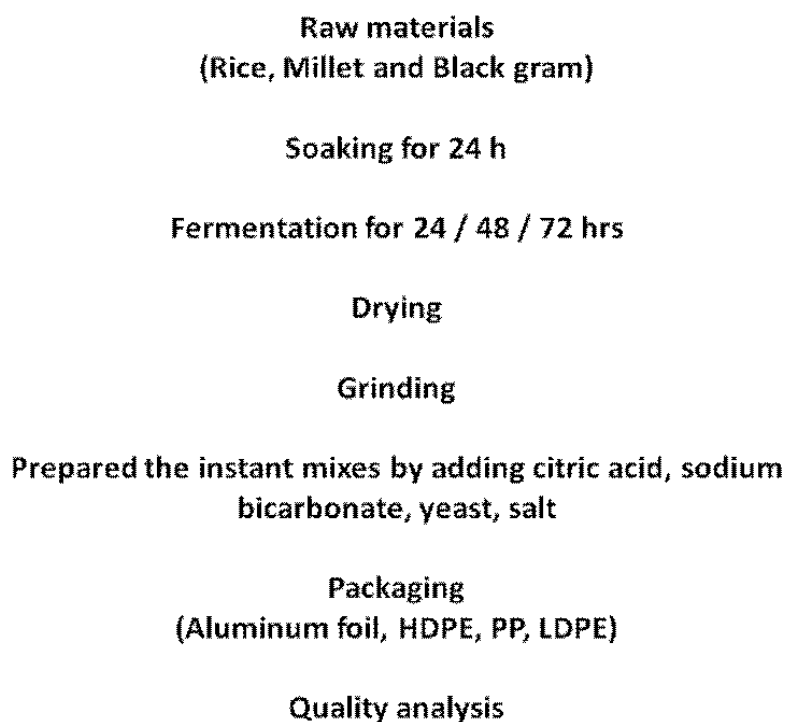 Raw materials
(Rice, Millet and Black gram)
Soaking for 24 h
Fermentation for 24 / 48 / 72 hrs
Drying
Grinding
Prepared the instant mixes by adding citric acid, sodium
bicarbonate, yeast, salt
Packaging
(Aluminum foil, HDPE, PP, LDPE)
Quality analysis